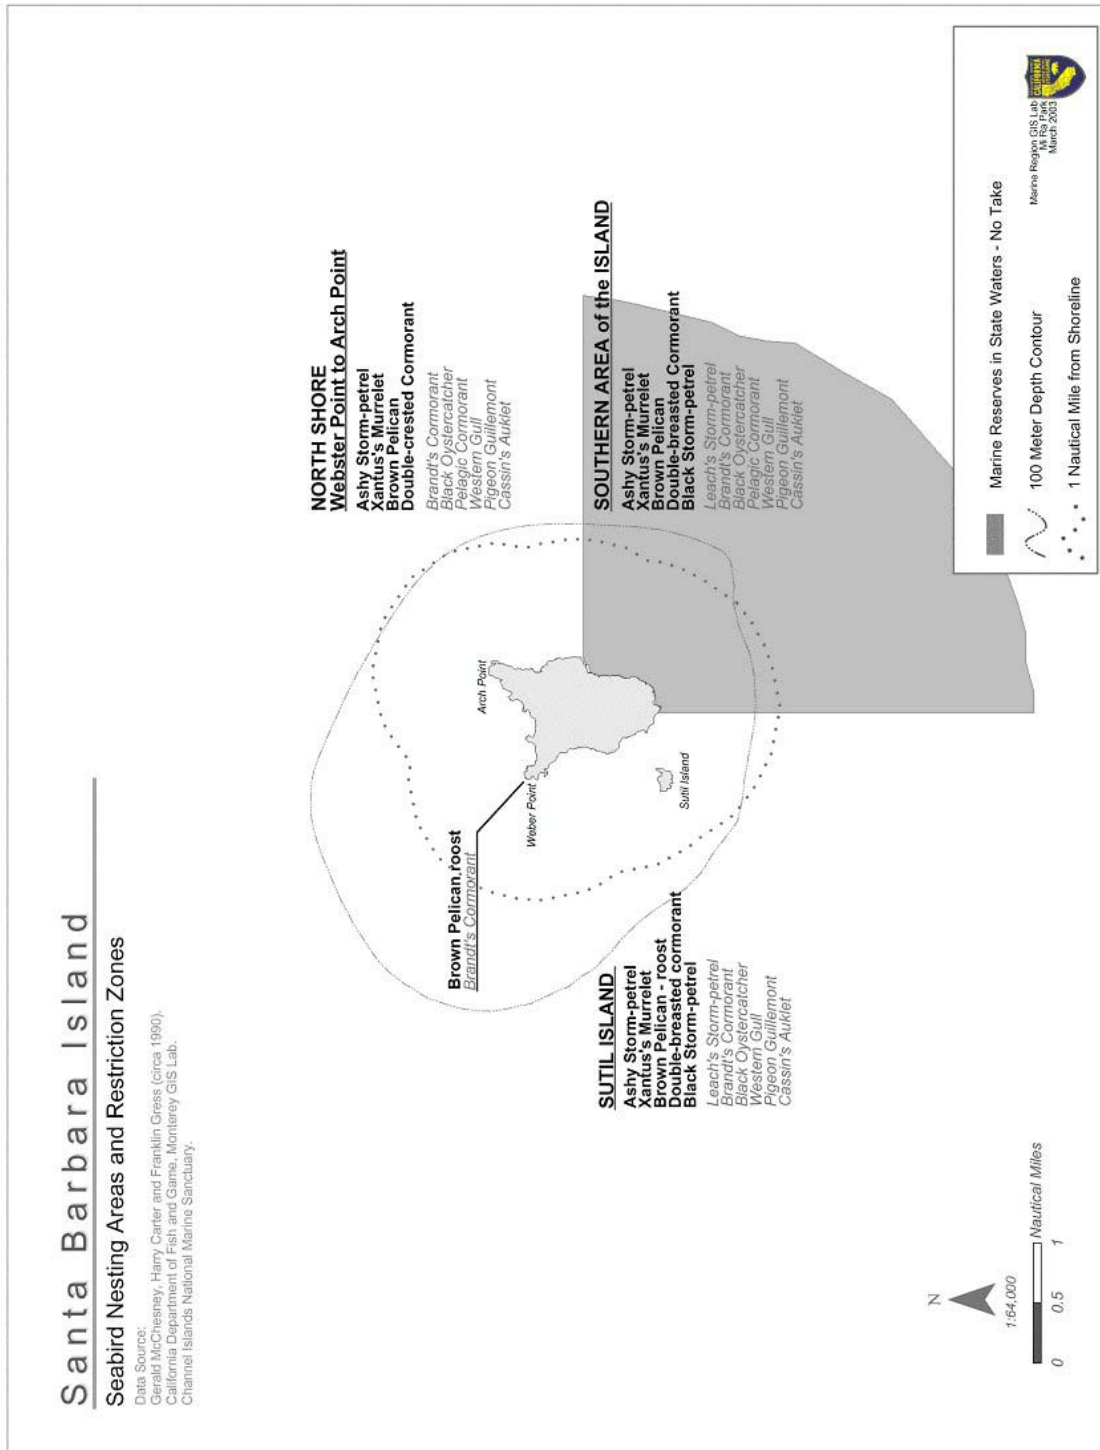 Santa Barbara Island
Seabird Nesting Areas and Restriction Zones
Data Source:
Gerald McChesney, Harry Carter and Franklin Gress (circa 1990).
California Department of Fish and Game, Monterey GIS Lab.
Channel Islands National Marine Sanctuary.
NORTH SHORE
Webster Point to Arch Point
Ashy Storm-petrel
Xantus's Murrelet
Brown Pelican
Double-crested Cormorant
Brandt's Cormorant
Black Oystercatcher
Pelagic Cormorant
Western Gull
Pigeon Guillemont
Cassin's Auklet
Brown Pelican,roost
Brandt's Cormorant
Arch Point
Weber Point
Sutil Island
SUTIL ISLAND
Ashy Storm-petrel
Xantus's Murrelet
Brown Pelican - roost
Double-breasted cormorant
Black Storm-petrel
Leach's Storm-petrel
Brandt's Cormorant
Black Oystercatcher
Western Gull
Pigeon Guillemont
Cassin's Auklet
SOUTHERN AREA of the ISLAND
Ashy Storm-petrel
Xantus's Murrelet
Brown Pelican
Double-breasted Cormorant
Black Storm-petrel
Leach's Storm-petrel
Brandt's Cormorant
Black Oystercatcher
Pelagic Cormorant
Western Gull
Pigeon Guillemont
Cassin's Auklet
N
1:64,000
Nautical Miles
0 0.5 1
Marine Reserves in State Waters - No Take
100 Meter Depth Contour
1 Nautical Mile from Shoreline
CALIFORNIA
Marine Region GIS Lab
Mi Ra Park
March 2003